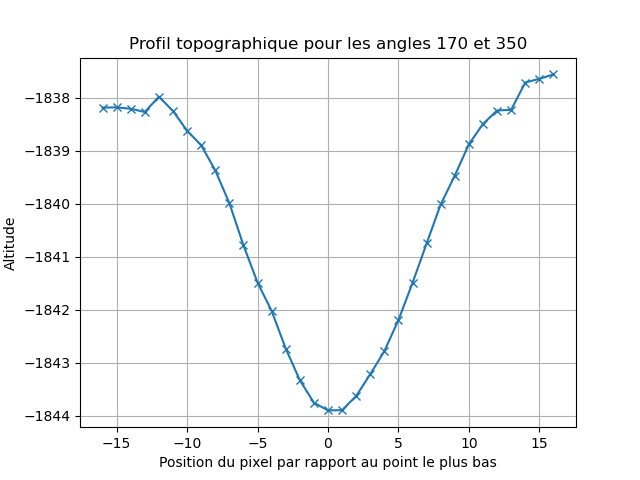 Profil topographique pour les angles 170 et 350
−1838
−1839
−1840
−1841
−1842
−1843
−1844
Altitude
−15 −10 −5 0 5 10 15
Position du pixel par rapport au point le plus bas